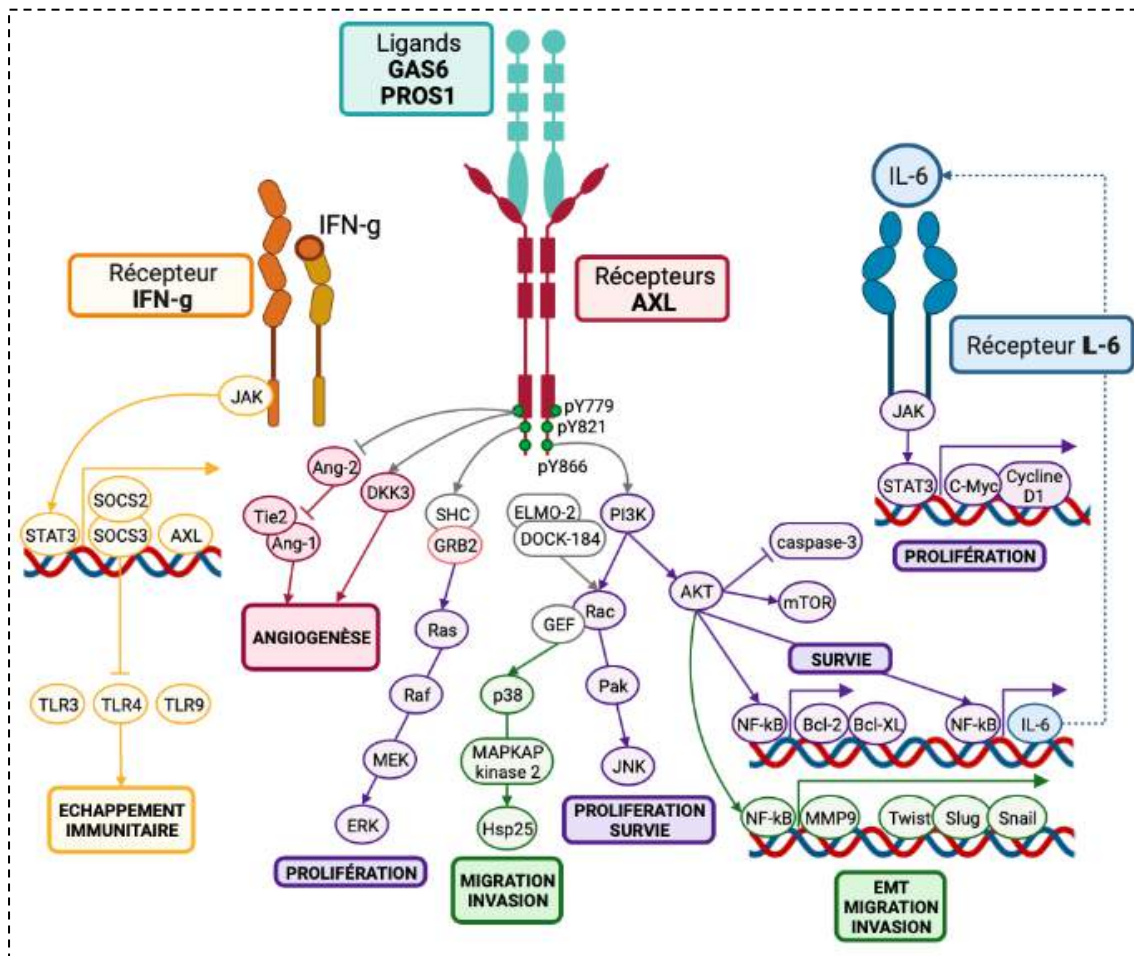 Ligands
GAS6
PROS1
IL-6
IFN-g
Récepteur
IFN-g
Récepteurs
AXL
Récepteur IL-6
JAK
JAK
pY779
pY821
pY866
Ang-2
DKK3
SOCS2
STAT3
SOCS3
AXL
Tie2
Ang-1
SHC
GRB2
ELMO-2
DOCK-184
PI3K
STAT3
C-Myc
Cycline
D1
caspase-3
PROLIFÉRATION
AKT
mTOR
ANGIOGENÈSE
Ras
GEF
Rac
SURVIE
TLR3
TLR4
TLR9
Raf
p38
Pak
NF-kB
Bcl-2
Bcl-XL
NF-kB
IL-6
MEK
MAPKAP
kinase 2
JNK
ECHAPPEMENT
IMMUNITAIRE
ERK
Hsp25
PROLIFERATION
SURVIE
NF-kB
MMP9
Twist
Slug
Snail
PROLIFÉRATION
MIGRATION
INVASION
EMT
MIGRATION
INVASION